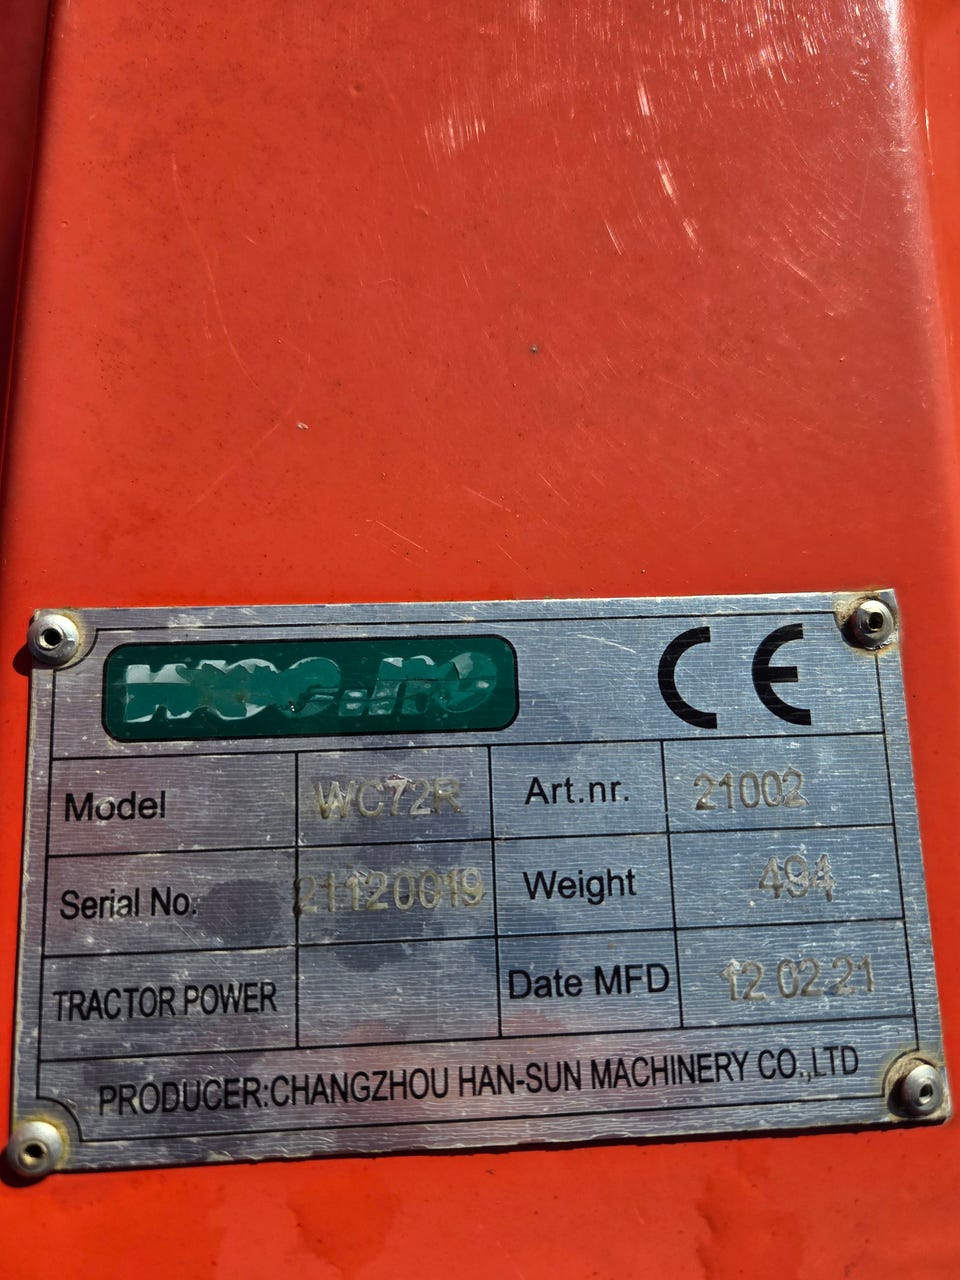 CE
Model WC72R Art.nr. 21002
Serial No. 21120019 Weight 494
TRACTOR POWER Date MFD 12 02 21
PRODUCER:CHANGZHOU HAN-SUN MACHINERY CO.,LTD